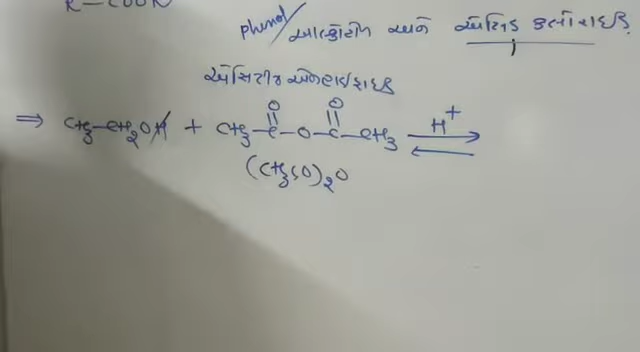 R-COOR
phenol/આલ્કોહોલ અને એસિડ ક્લોરાઇડ
એસિટીક એનહાઇડ્રાઇડ
⇒ CH₃-CH₂OH + CH₃-C(=O)-O-C(=O)-CH₃ H⁺ ⇌
(CH₃CO)₂O